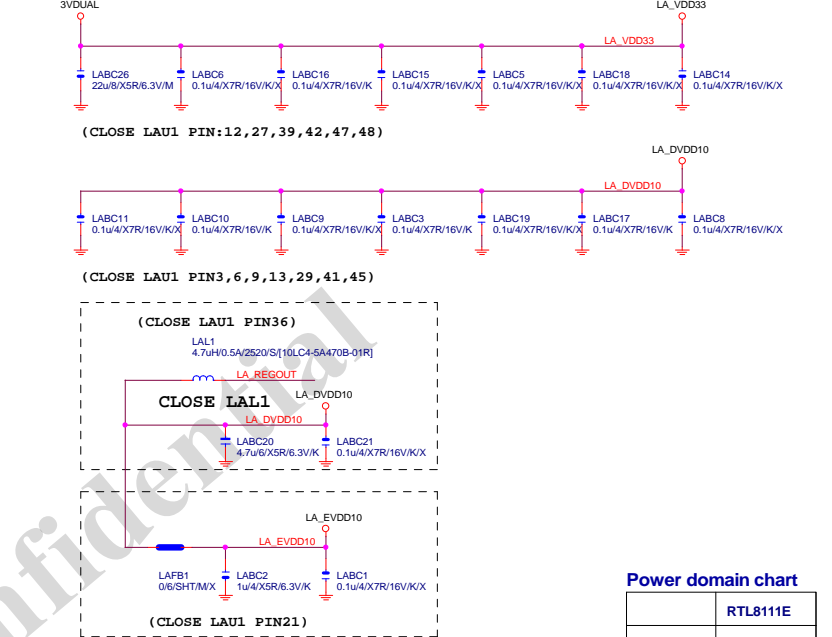 3VDUAL
LA_VDD33
LA_VDD33
LABC26
22u/8/X5R/6.3V/M
LABC6
0.1u/4/X7R/16V/K/X
LABC16
0.1u/4/X7R/16V/K
LABC15
0.1u/4/X7R/16V/K/X
LABC5
0.1u/4/X7R/16V/K/X
LABC18
0.1u/4/X7R/16V/K/X
LABC14
0.1u/4/X7R/16V/K/X
(CLOSE LAU1 PIN:12,27,39,42,47,48)
LA_DVDD10
LA_DVDD10
LABC11
0.1u/4/X7R/16V/K/X
LABC10
0.1u/4/X7R/16V/K
LABC9
0.1u/4/X7R/16V/K/X
LABC3
0.1u/4/X7R/16V/K
LABC19
0.1u/4/X7R/16V/K/X
LABC17
0.1u/4/X7R/16V/K
LABC8
0.1u/4/X7R/16V/K/X
(CLOSE LAU1 PIN3,6,9,13,29,41,45)
(CLOSE LAU1 PIN36)
LAL1
4.7uH/0.5A/2520/S/[10LC4-5A470B-01R]
LA_REGOUT
CLOSE LAL1
LA_DVDD10
LA_DVDD10
LABC20
4.7u/6/X5R/6.3V/K
LABC21
0.1u/4/X7R/16V/K/X
LA_EVDD10
LA_EVDD10
LAFB1
0/6/SHT/M/X
LABC2
1u/4/X5R/6.3V/K
LABC1
0.1u/4/X7R/16V/K/X
(CLOSE LAU1 PIN21)
nfidential
Power domain chart
RTL8111E